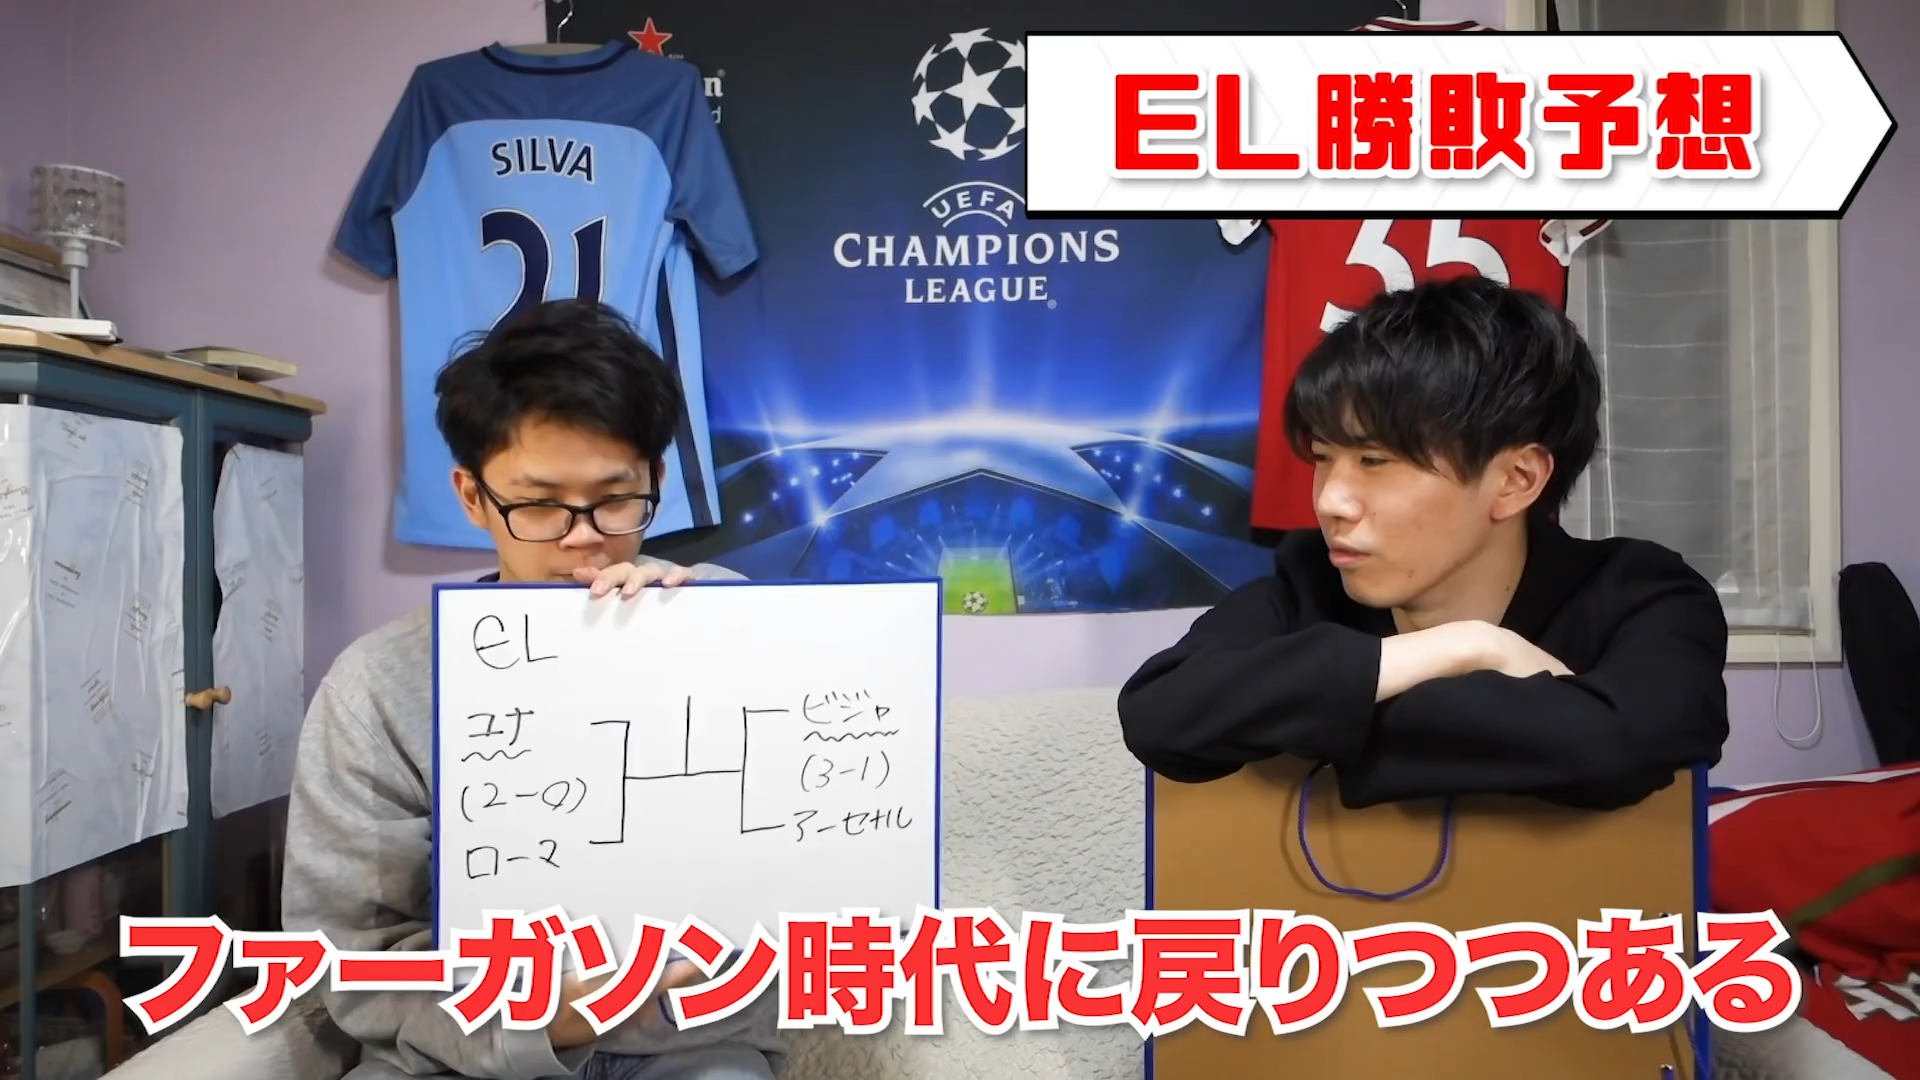 EL勝敗予想
SILVA
21
UEFA
CHAMPIONS
LEAGUE
35
EL
ユナ
(2-0)
ローマ
ビジャ
(3-1)
アーセナル
ファーガソン時代に戻りつつある